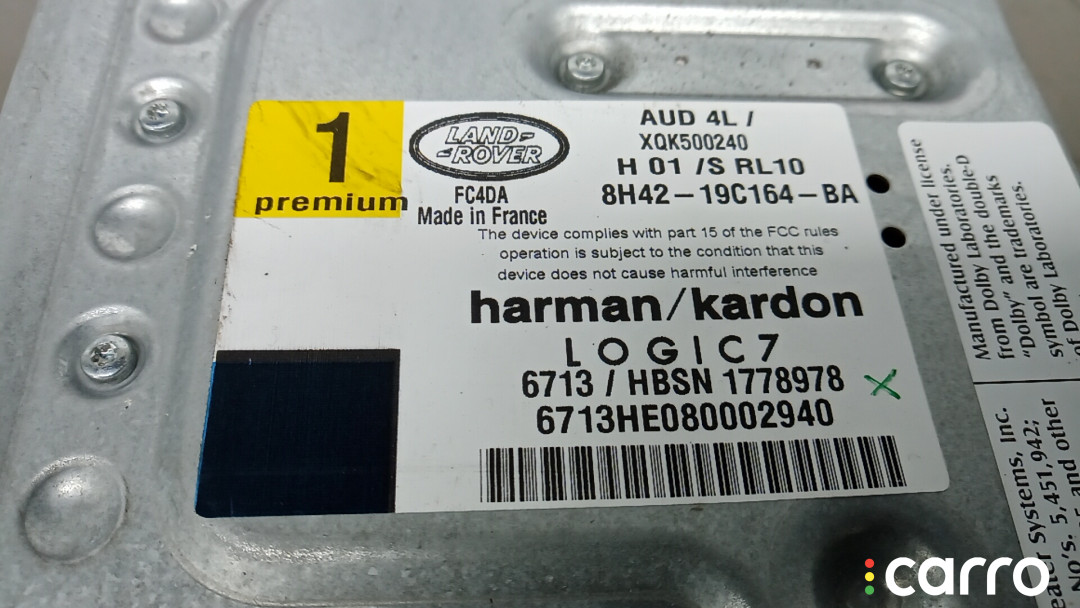 1
premium
LAND-
-ROVER
FC4DA
Made in France
AUD 4L /
XQK500240
H 01 /S RL10
8H42-19C164-BA
The device complies with part 15 of the FCC rules
operation is subject to the condition that this
device does not cause harmful interference
harman/kardon
LOGIC7
6713 / HBSN 1778978
6713HE080002940
Manufactured under license
from Dolby Laboratories.
"Dolby" and the double-D
symbol are trademarks
of Dolby Laboratories
Systems, Inc.
No's. 5,451,942;
and other
carro